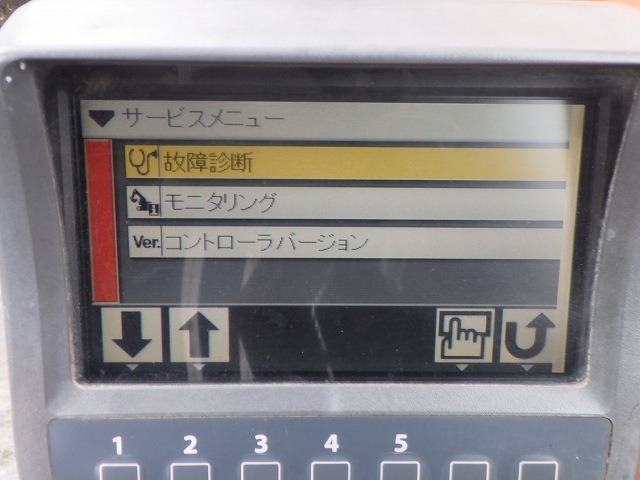 サービスメニュー
故障診断
モニタリング
Ver. コントローラバージョン
1 2 3 4 5